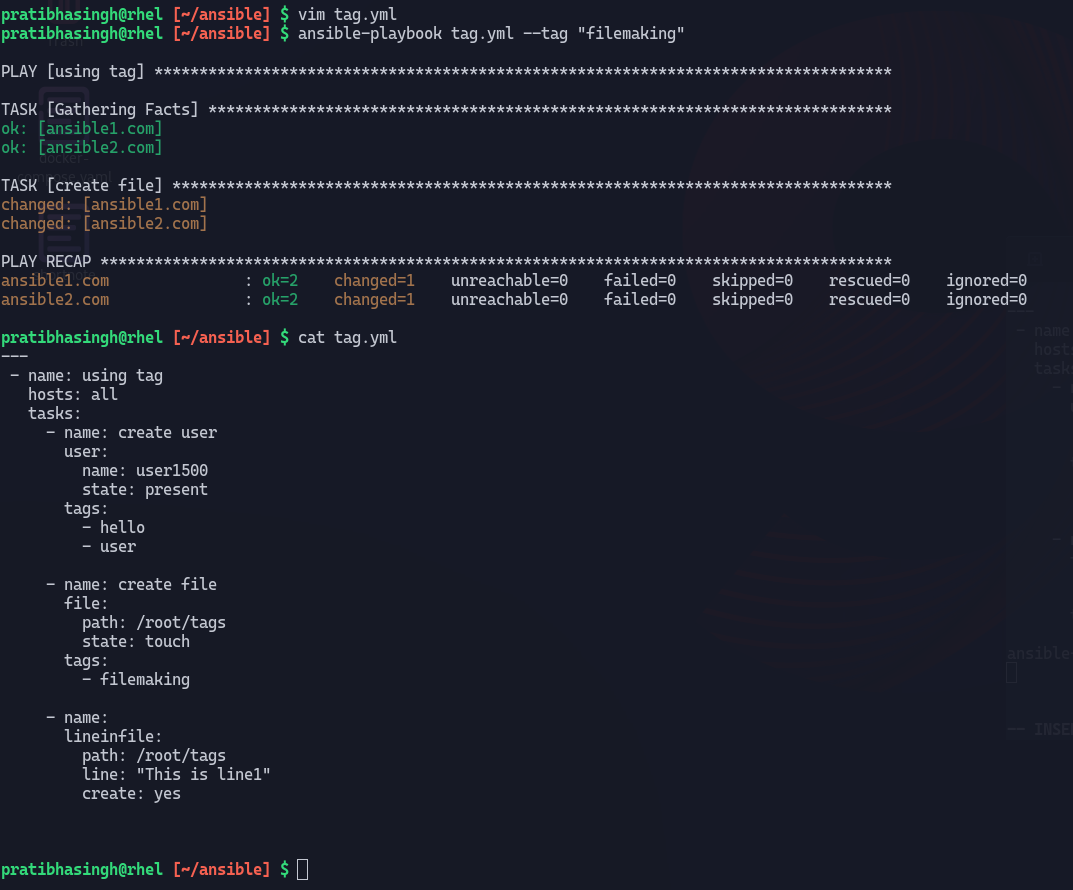 pratibhasingh@rhel [~/ansible] $ vim tag.yml
pratibhasingh@rhel [~/ansible] $ ansible-playbook tag.yml --tag "filemaking"
PLAY [using tag] **********************************************************************************
TASK [Gathering Facts] ****************************************************************************
ok: [ansible1.com]
ok: [ansible2.com]
TASK [create file] ********************************************************************************
changed: [ansible1.com]
changed: [ansible2.com]
PLAY RECAP ****************************************************************************************
ansible1.com               : ok=2    changed=1    unreachable=0    failed=0    skipped=0    rescued=0    ignored=0
ansible2.com               : ok=2    changed=1    unreachable=0    failed=0    skipped=0    rescued=0    ignored=0
pratibhasingh@rhel [~/ansible] $ cat tag.yml
---
 - name: using tag
   hosts: all
   tasks:
     - name: create user
       user:
         name: user1500
         state: present
       tags:
         - hello
         - user
     - name: create file
       file:
         path: /root/tags
         state: touch
       tags:
         - filemaking
     - name:
       lineinfile:
         path: /root/tags
         line: "This is line1"
         create: yes
pratibhasingh@rhel [~/ansible] $